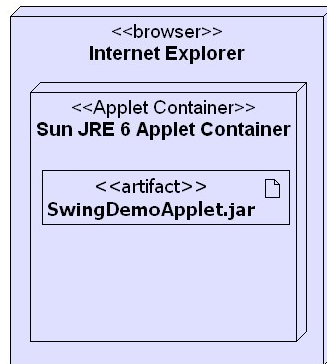 <<browser>>
Internet Explorer
<<Applet Container>>
Sun JRE 6 Applet Container
<<artifact>>
SwingDemoApplet.jar